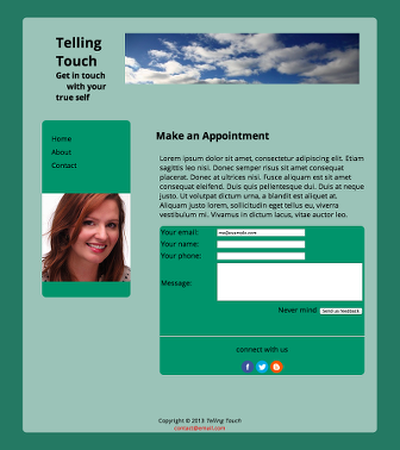 Telling
Touch
Get in touch
with your
true self
Home
About
Contact
Make an Appointment
Lorem ipsum dolor sit amet, consectetur adipiscing elit. Etiam
sagittis leo nisi. Donec semper risus sit amet consequat
placerat. Donec at ultrices nisi. Fusce aliquam est sit amet
consequat eleifend. Duis quis pellentesque dui. Duis at neque
justo. Ut volutpat dictum urna, a blandit est aliquet at.
Aliquam justo lorem, sollicitudin eget tellus eu, viverra
vestibulum mi. Vivamus in dictum lacus, vitae auctor leo.
Your email: me@example.com
Your name:
Your phone:
Message:
Never mind Send us feedback
connect with us
Copyright © 2013 Telling Touch
contact@email.com